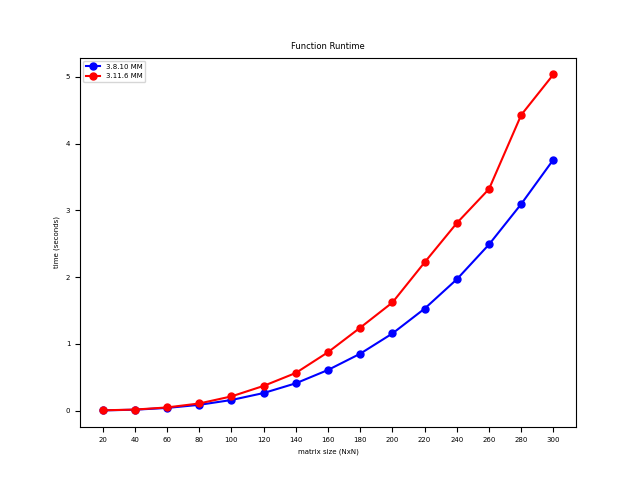 Function Runtime
3.8.10 MM
3.11.6 MM
5
4
3
2
1
0
time (seconds)
20 40 60 80 100 120 140 160 180 200 220 240 260 280 300
matrix size (NxN)